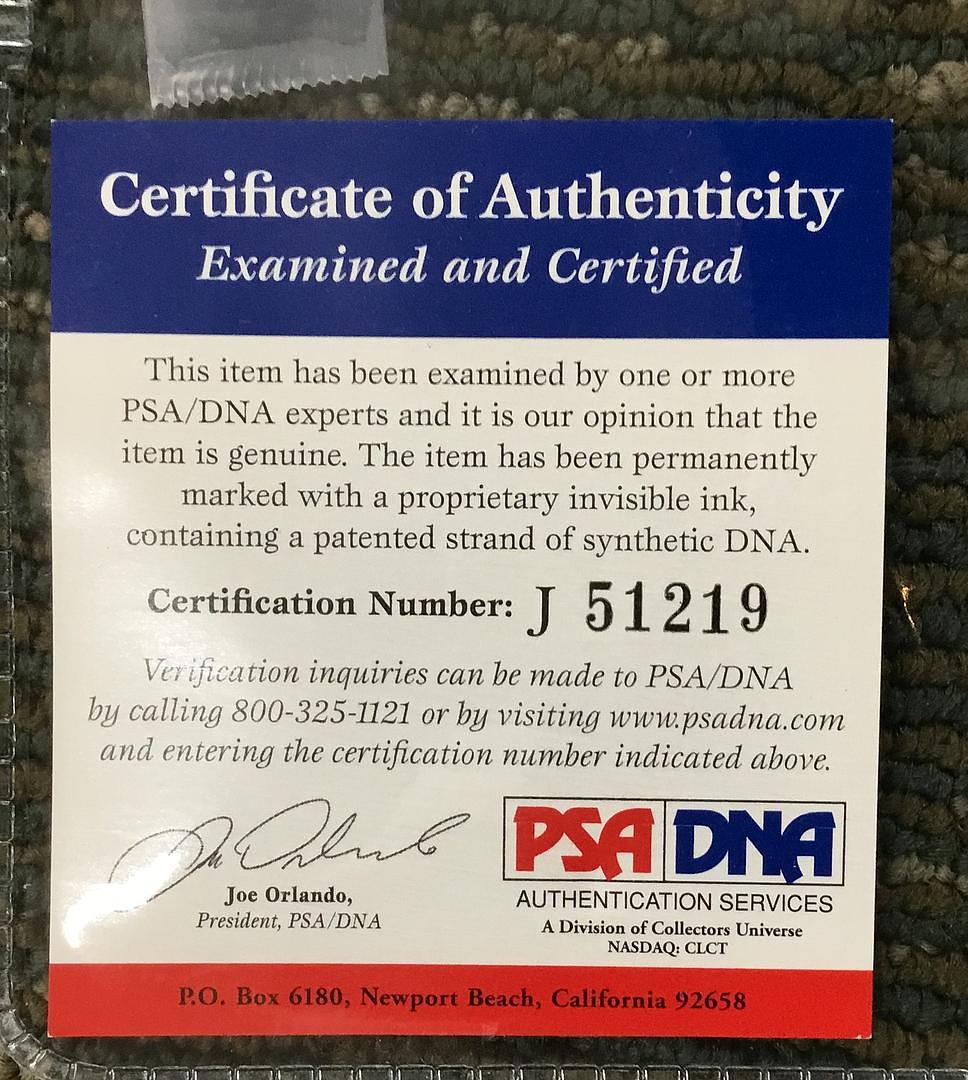 Certificate of Authenticity
Examined and Certified
This item has been examined by one or more
PSA/DNA experts and it is our opinion that the
item is genuine. The item has been permanently
marked with a proprietary invisible ink,
containing a patented strand of synthetic DNA.
Certification Number: J 51219
Verification inquiries can be made to PSA/DNA
by calling 800-325-1121 or by visiting www.psadna.com
and entering the certification number indicated above.
Joe Orlando,
President, PSA/DNA
PSA DNA
AUTHENTICATION SERVICES
A Division of Collectors Universe
NASDAQ: CLCT
P.O. Box 6180, Newport Beach, California 92658